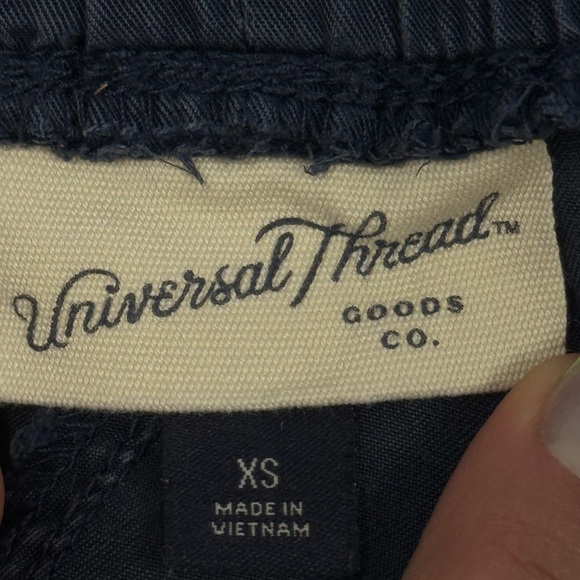 Universal Thread™
GOODS
CO.
XS
MADE IN
VIETNAM